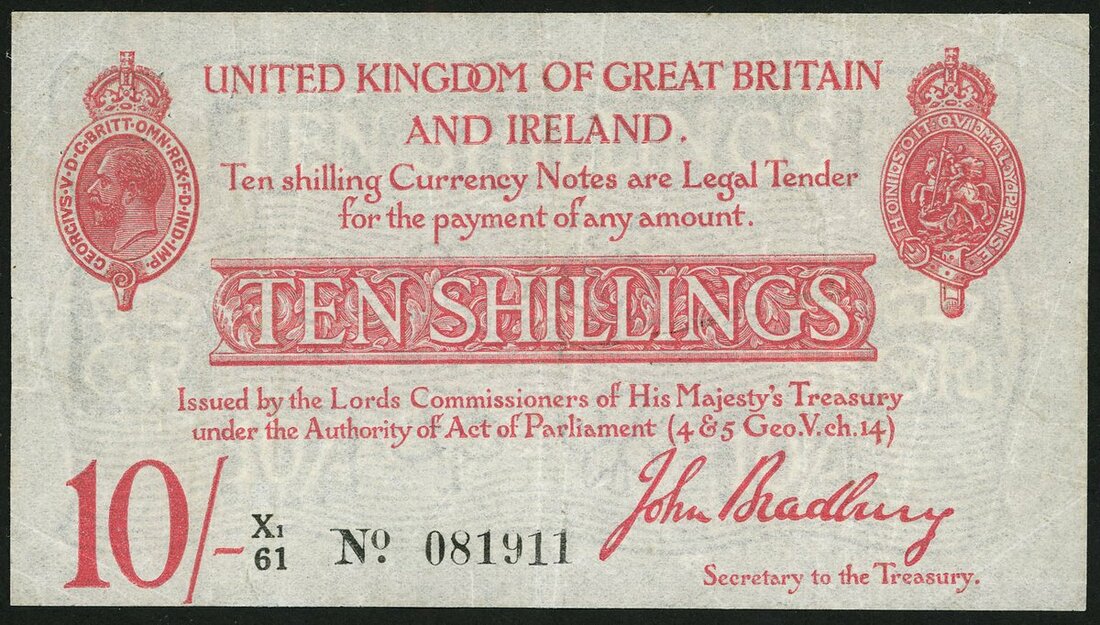 UNITED KINGDOM OF GREAT BRITAIN
AND IRELAND.
GEORGIVS·V·D·G·BRITT·OMN·REX·F·D·IND·IMP·
HONI·SOIT·QVI·MAL·Y·PENSE
Ten shilling Currency Notes are Legal Tender
for the payment of any amount.
TEN SHILLINGS
Issued by the Lords Commissioners of His Majesty's Treasury
under the Authority of Act of Parliament (4 & 5 Geo.V.ch.14)
10/-
X1
61
No 081911
John Bradbury
Secretary to the Treasury.